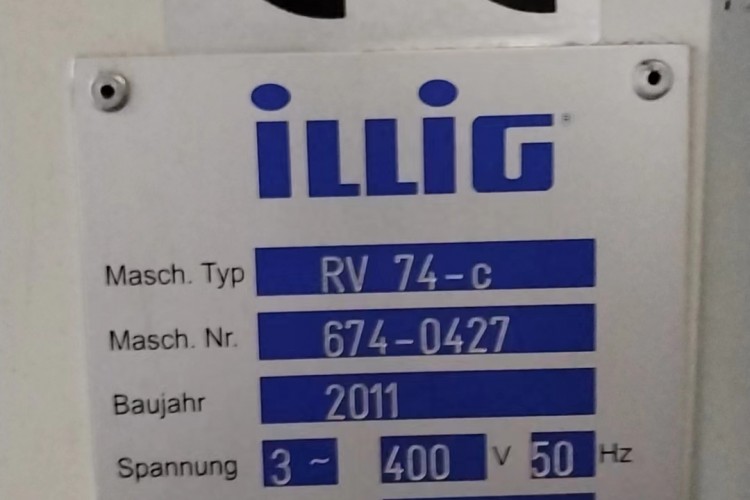 iLLiG®
Masch. Typ RV 74-c
Masch. Nr. 674-0427
Baujahr 2011
Spannung 3 ~ 400 V 50 Hz